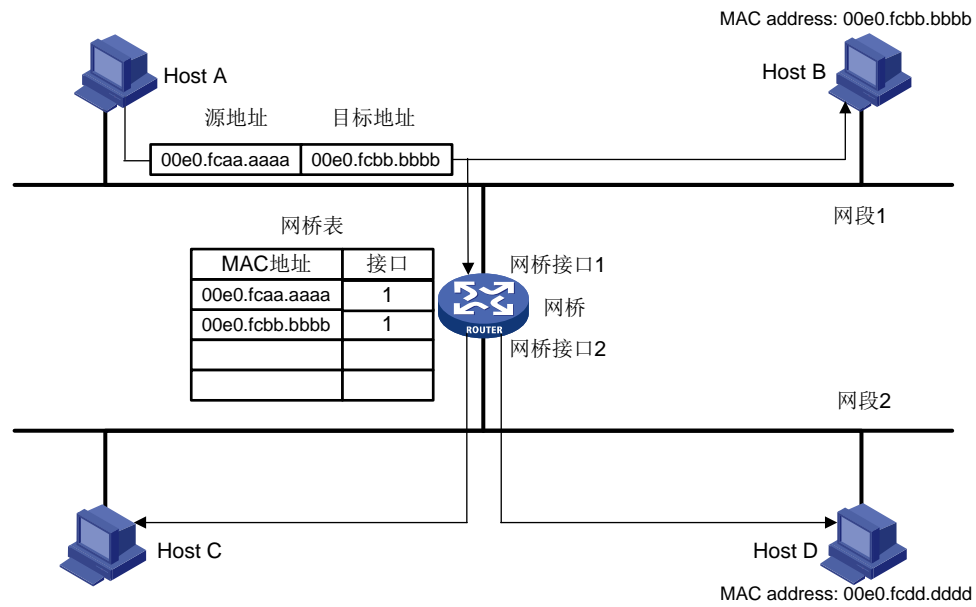 MAC address: 00e0.fcbb.bbbb
Host A
Host B
源地址 目标地址
00e0.fcaa.aaaa 00e0.fcbb.bbbb
网段1
网桥表
MAC地址 接口
00e0.fcaa.aaaa 1
00e0.fcbb.bbbb 1
网桥接口1
网桥
ROUTER
网桥接口2
网段2
Host C
Host D
MAC address: 00e0.fcdd.dddd